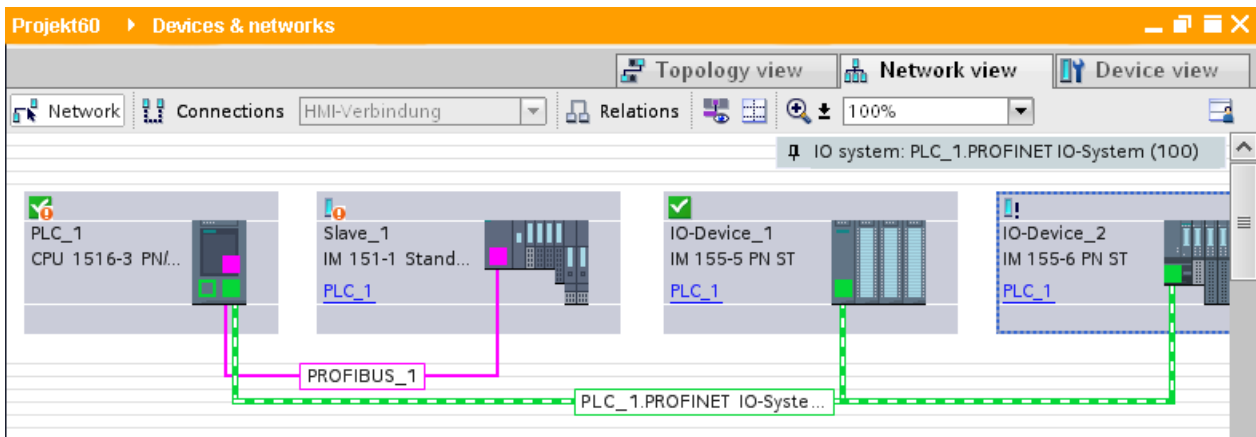 Projekt60 Devices & networks
Topology view Network view Device view
Network Connections HMI-Verbindung Relations 100%
IO system: PLC_1.PROFINET IO-System (100)
PLC_1 Slave_1 IO-Device_1 IO-Device_2
CPU 1516-3 PN/... IM 151-1 Stand... IM 155-5 PN ST IM 155-6 PN ST
PLC_1 PLC_1 PLC_1
PROFIBUS_1
PLC_1.PROFINET IO-Syste...